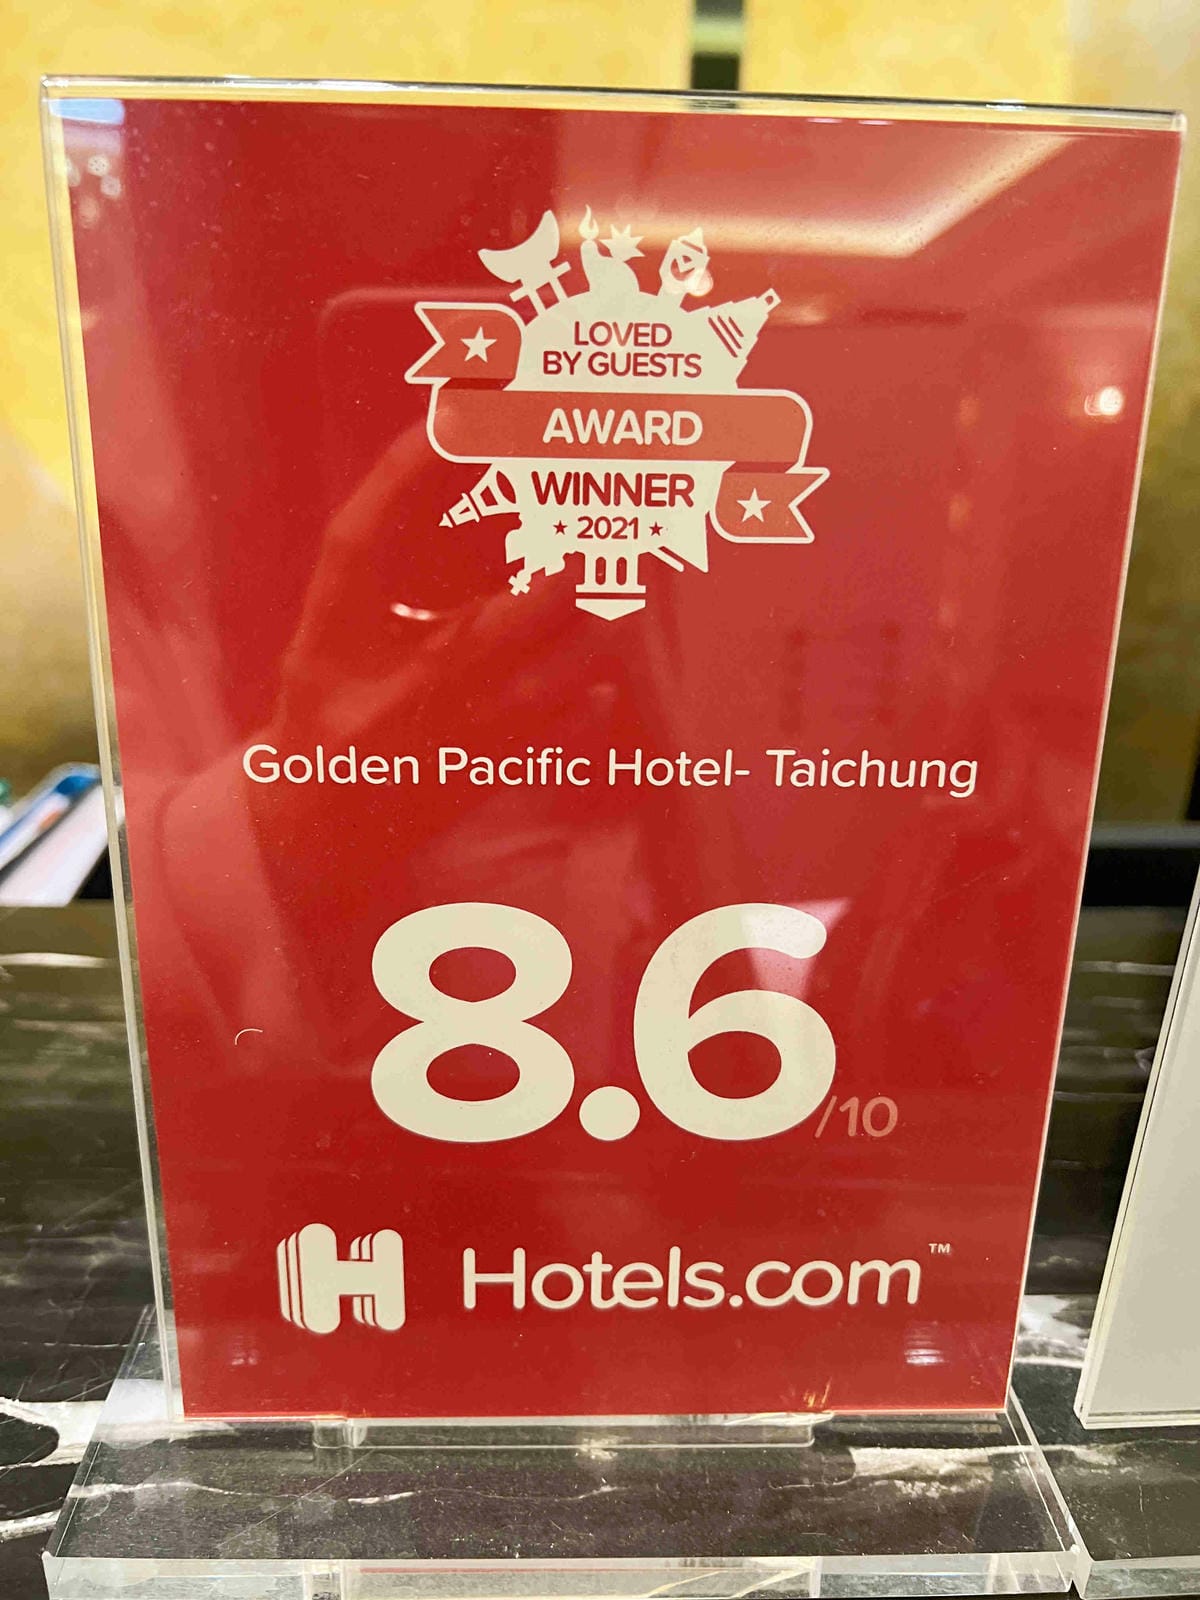 LOVED
BY GUESTS
AWARD
WINNER
★ 2021 ★
Golden Pacific Hotel- Taichung
8.6/10
H Hotels.com™